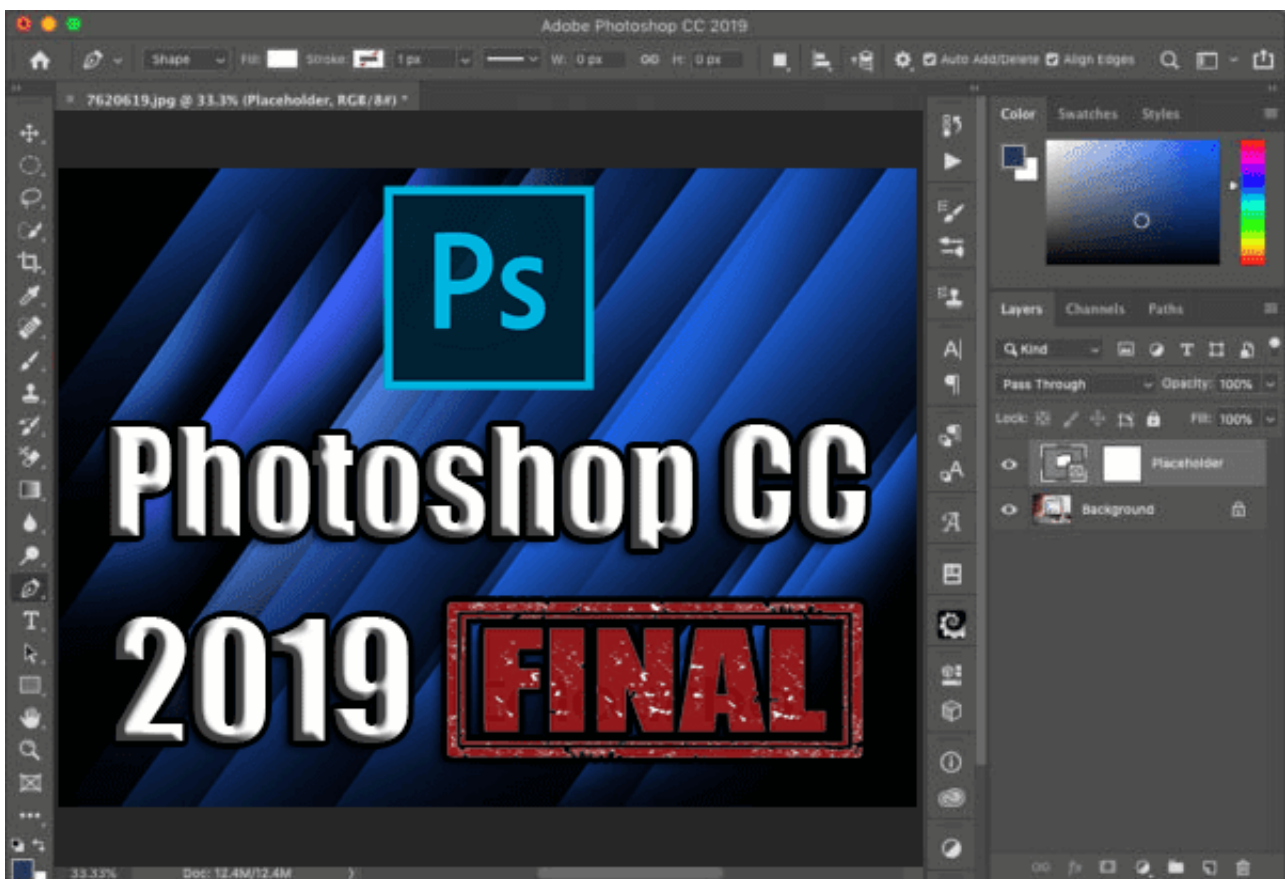 Adobe Photoshop CC 2019
Shape Fill: Stroke: 1 px W: 0 px H: 0 px Auto Add/Delete Align Edges
× 7620619.jpg @ 33.3% (Placeholder, RGB/8#) *
Color Swatches Styles
Ps
Layers Channels Paths
Kind
Pass Through Opacity: 100%
Lock: Fill: 100%
Placeholder
Background
Photoshop CC
2019 FINAL
33.33% Doc: 12.4M/12.4M